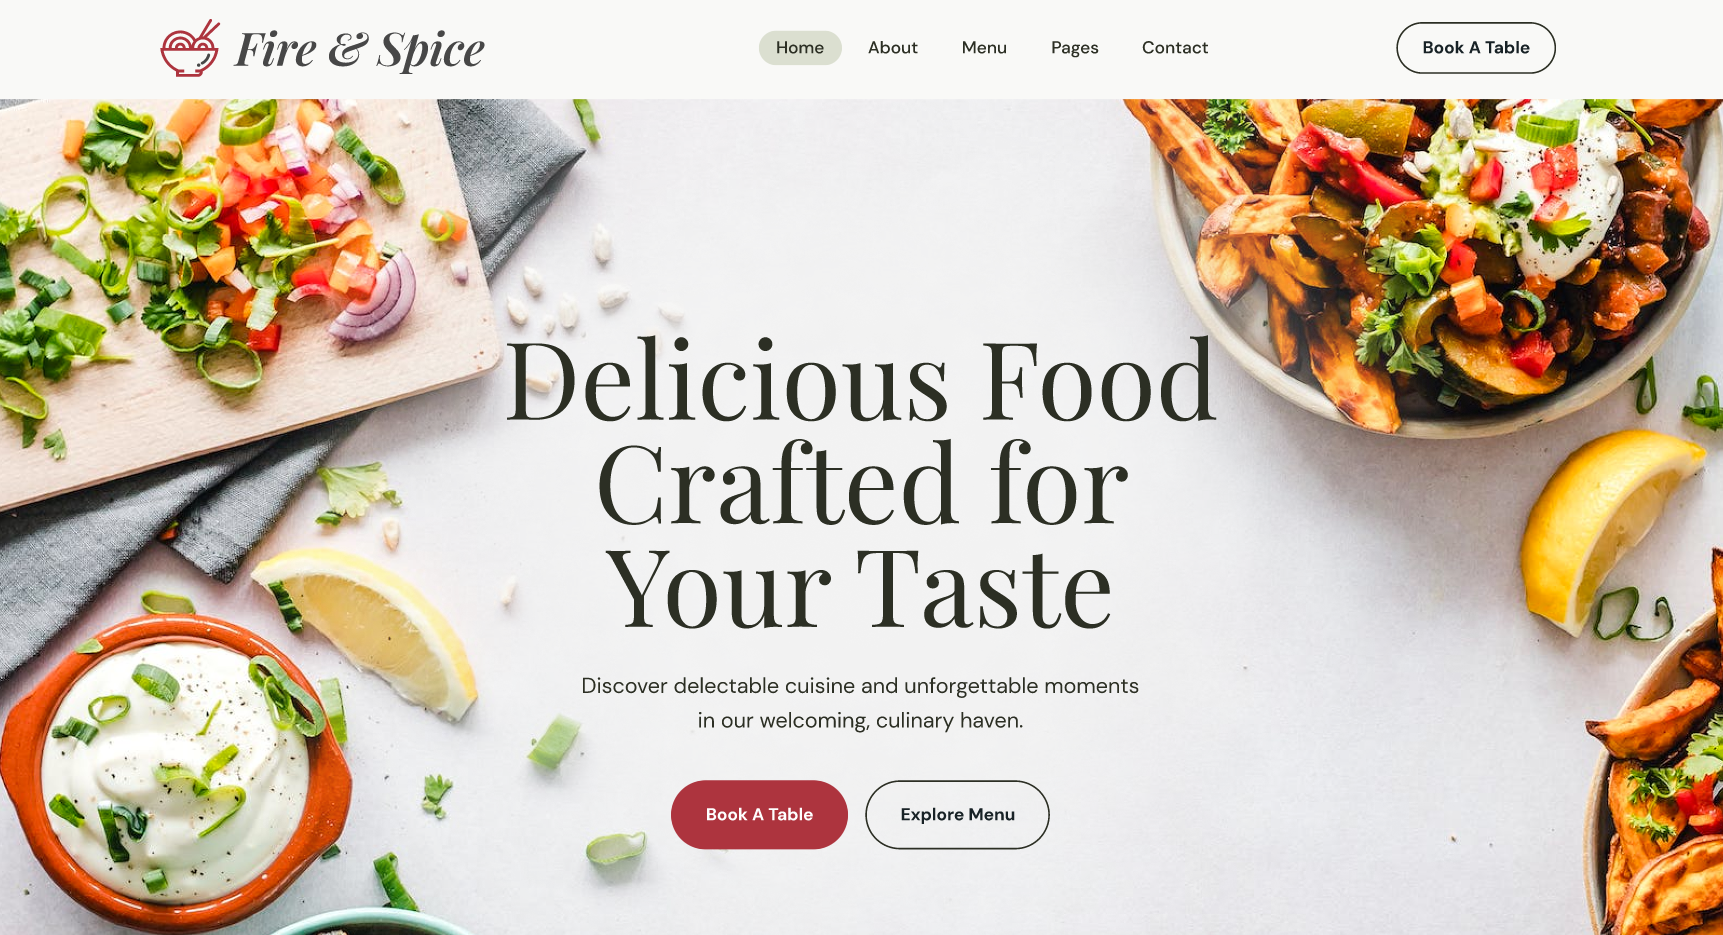 Fire & Spice
Home
About
Menu
Pages
Contact
Book A Table
Delicious Food
Crafted for
Your Taste
Discover delectable cuisine and unforgettable moments
in our welcoming, culinary haven.
Book A Table
Explore Menu